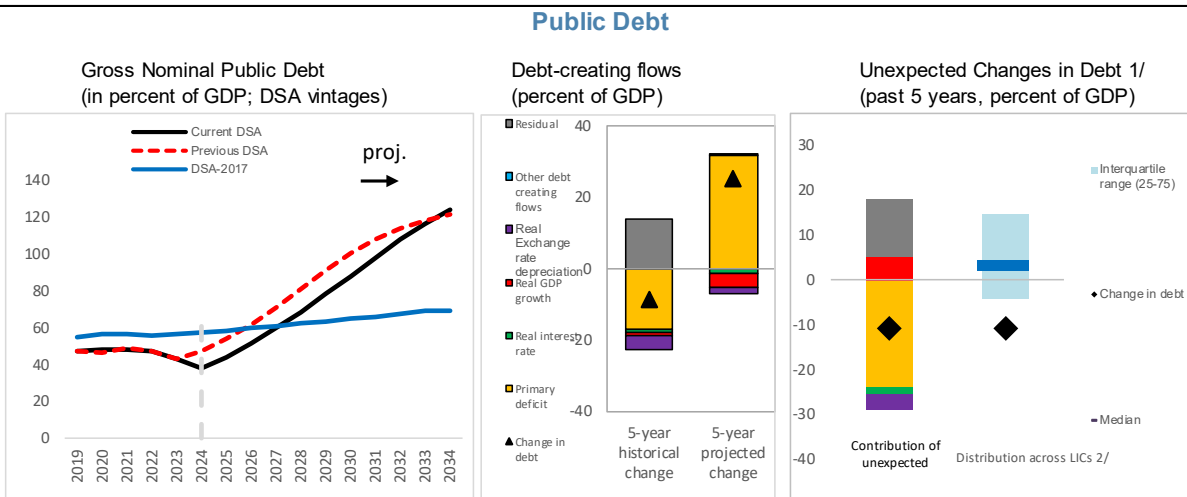 Public Debt
Gross Nominal Public Debt
(in percent of GDP; DSA vintages)
Current DSA
Previous DSA
DSA-2017
proj.
140
120
100
80
60
40
20
0
2019
2020
2021
2022
2023
2024
2025
2026
2027
2028
2029
2030
2031
2032
2033
2034
Debt-creating flows
(percent of GDP)
Residual
Other debt
creating
flows
Real
Exchange
rate
depreciation
Real GDP
growth
Real interest
rate
Primary
deficit
Change in
debt
40
20
0
-20
-40
5-year
historical
change
5-year
projected
change
Unexpected Changes in Debt 1/
(past 5 years, percent of GDP)
30
20
10
0
-10
-20
-30
-40
Interquartile
range (25-75)
Change in debt
Median
Contribution of
unexpected
Distribution across LICs 2/